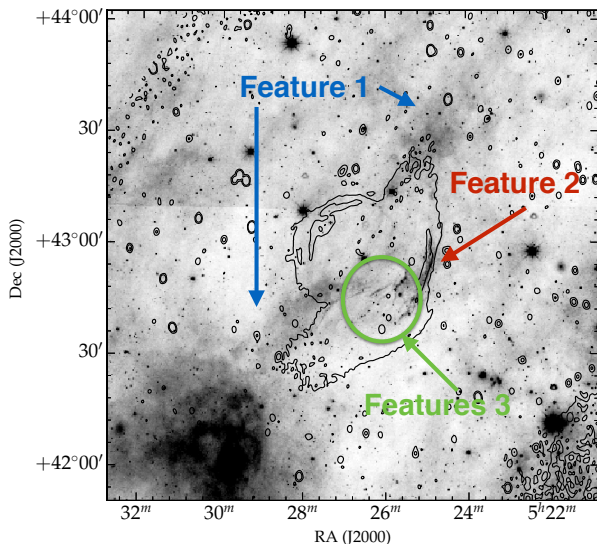 +44°00′
Feature 1
30′
Feature 2
+43°00′
Dec (J2000)
30′
Features 3
+42°00′
32ᵐ 30ᵐ 28ᵐ 26ᵐ 24ᵐ 5ʰ22ᵐ
RA (J2000)